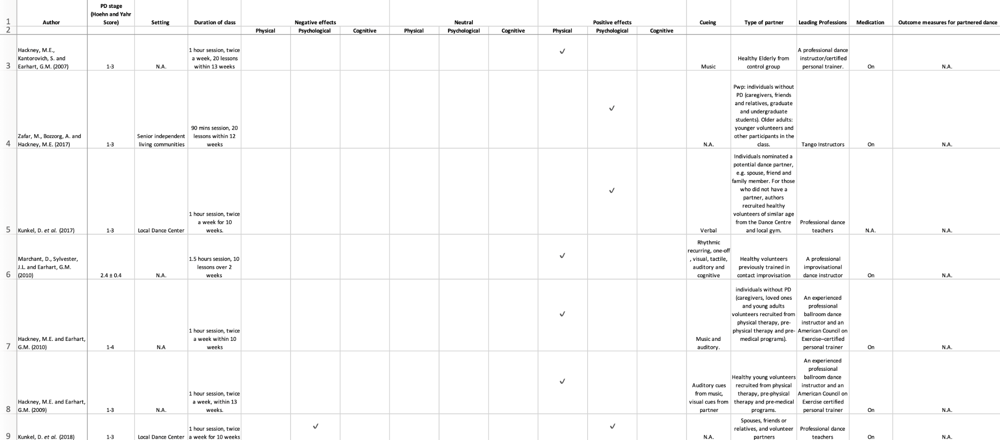 1 Author PD stage (Hoehn and Yahr Score) Setting Duration of class Negative effects Neutral Positive effects Cueing Type of partner Leading Professions Medication Outcome measures for partnered dance
2 Physical Psychological Cognitive Physical Psychological Cognitive Physical Psychological Cognitive
3 Hackney, M.E., Kantorovich, S. and Earhart, G.M. (2007) 1-3 N.A. 1 hour session, twice a week, 20 lessons within 13 weeks ✓ Music Healthy Elderly from control group A professional dance instructor/certified personal trainer. On N.A.
4 Zafar, M., Bozzorg, A. and Hackney, M.E. (2017) 1-3 Senior independent living communities 90 mins session, 20 lessons within 12 weeks ✓ N.A. Pwp: individuals without PD (caregivers, friends and relatives, graduate and undergraduate students). Older adults: younger volunteers and other participants in the class. Tango Instructors On N.A.
5 Kunkel, D. et al. (2017) 1-3 Local Dance Center 1 hour session, twice a week for 10 weeks. ✓ Verbal Individuals nominated a potential dance partner, e.g. spouse, friend and family member. For those who did not have a partner, authors recruited healthy volunteers of similar age from the Dance Centre and local gym. Professional dance teachers N.A. N.A.
6 Marchant, D., Sylvester, J.L. and Earhart, G.M. (2010) 2.4 ± 0.4 N.A. 1.5 hours session, 10 lessons over 2 weeks ✓ Rhythmic recurring, one-off , visual, tactile, auditory and cognitive Healthy volunteers previously trained in contact improvisation A professional improvisational dance instructor On N.A.
7 Hackney, M.E. and Earhart, G.M. (2010) 1-4 N.A 1 hour session, twice a week within 10 weeks ✓ Music and auditory. individuals without PD (caregivers, loved ones and young adults volunteers recruited from physical therapy, pre-physical therapy and pre-medical programs). An experienced professional ballroom dance instructor and an American Council on Exercise–certified personal trainer On N.A.
8 Hackney, M.E. and Earhart, G.M. (2009) 1-3 N.A. 1 hour session, twice a week, within 13 weeks. ✓ Auditory cues from music, visual cues from partner Healthy young volunteers recruited from physical therapy, pre-physical therapy and pre-medical programs. An experienced professional ballroom dance instructor and an American Council on Exercise certified personal trainer On N.A.
9 Kunkel, D. et al. (2018) 1-3 Local Dance Center 1 hour session, twice a week for 10 weeks ✓ ✓ N.A. Spouses, friends or relatives, and volunteer partners Professional dance teachers On N.A.